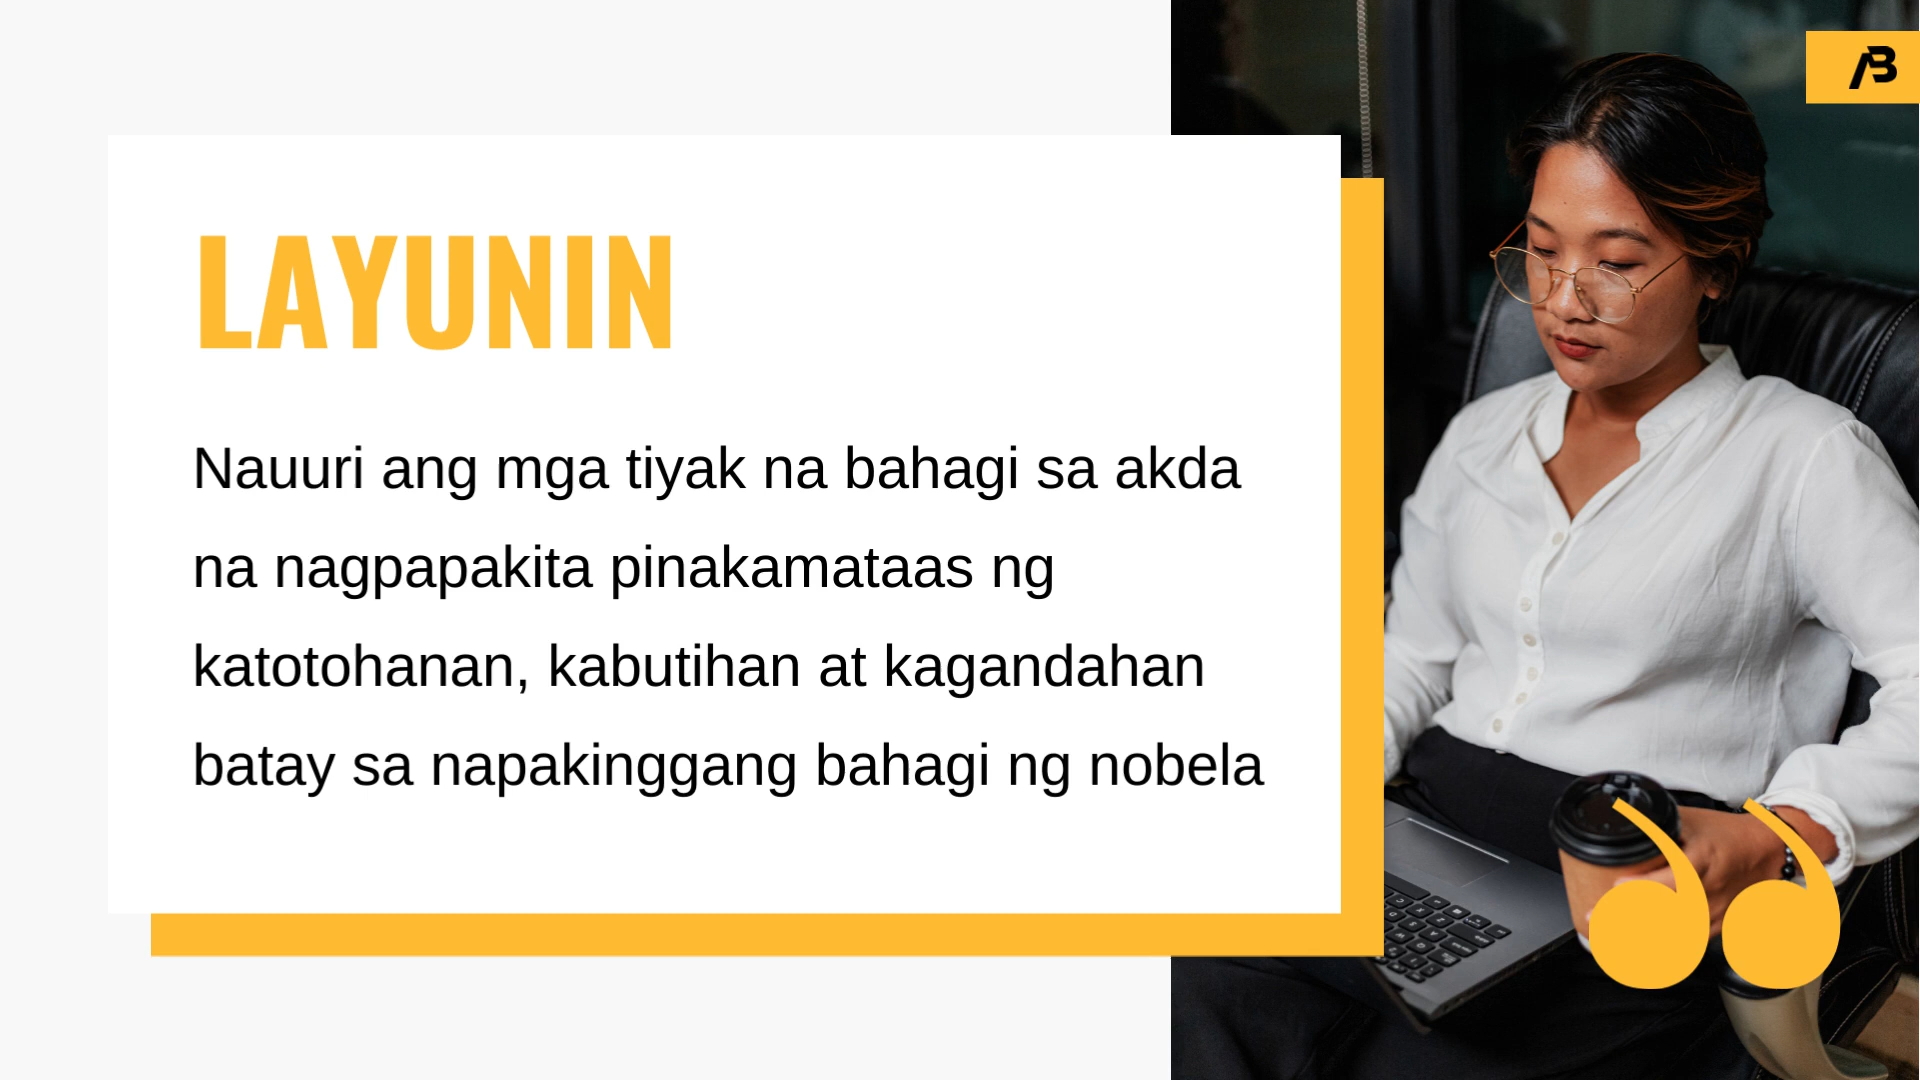 LAYUNIN
Nauuri ang mga tiyak na bahagi sa akda
na nagpapakita pinakamataas ng
katotohanan, kabutihan at kagandahan
batay sa napakinggang bahagi ng nobela